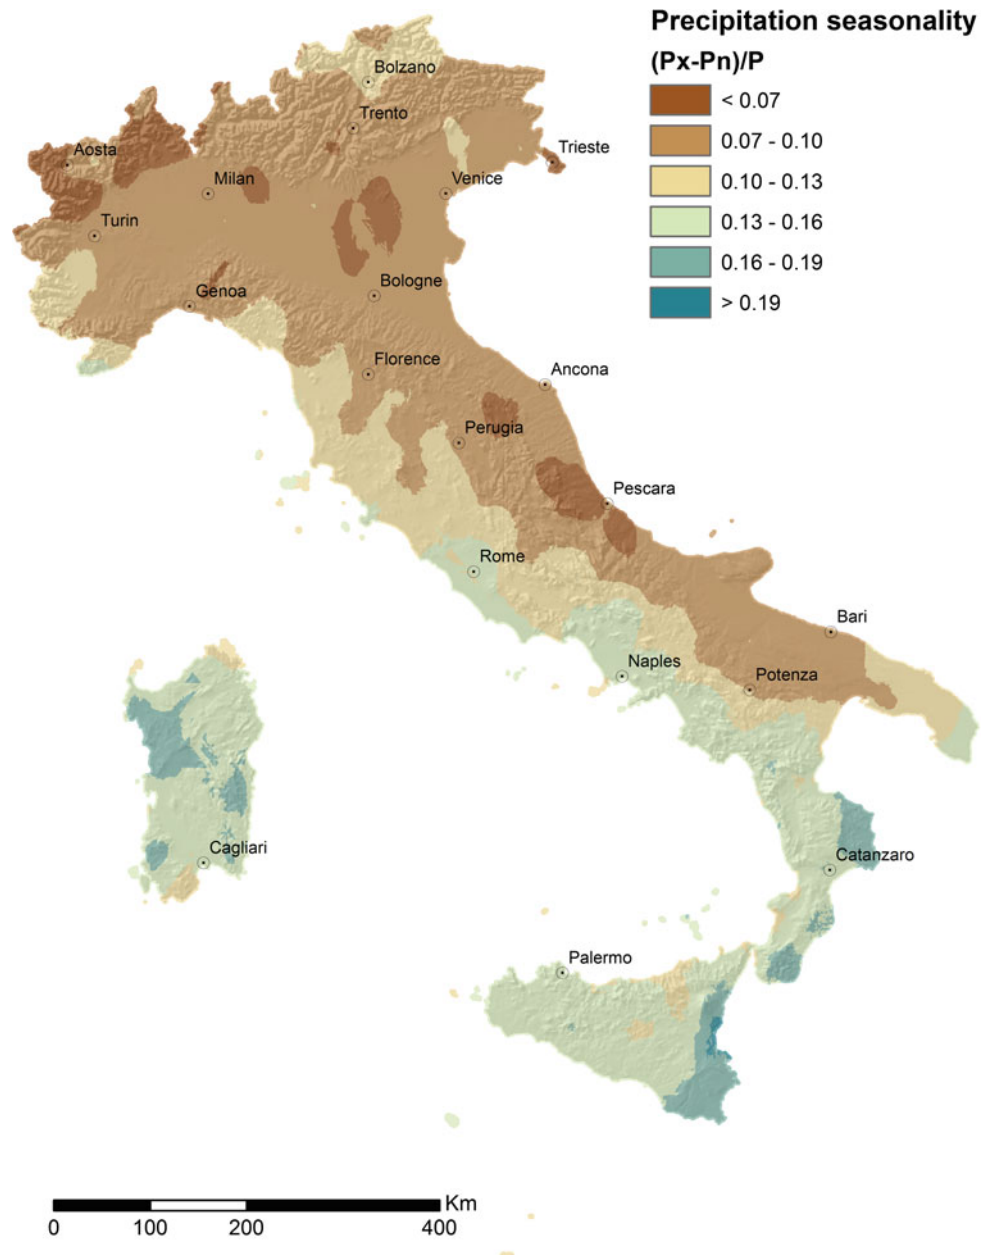 Precipitation seasonality
(Px-Pn)/P
< 0.07
0.07 - 0.10
0.10 - 0.13
0.13 - 0.16
0.16 - 0.19
> 0.19
Bolzano
Trento
Aosta
Trieste
Milan
Venice
Turin
Genoa
Bologne
Florence
Ancona
Perugia
Pescara
Rome
Bari
Naples
Potenza
Cagliari
Catanzaro
Palermo
Km
0 100 200 400